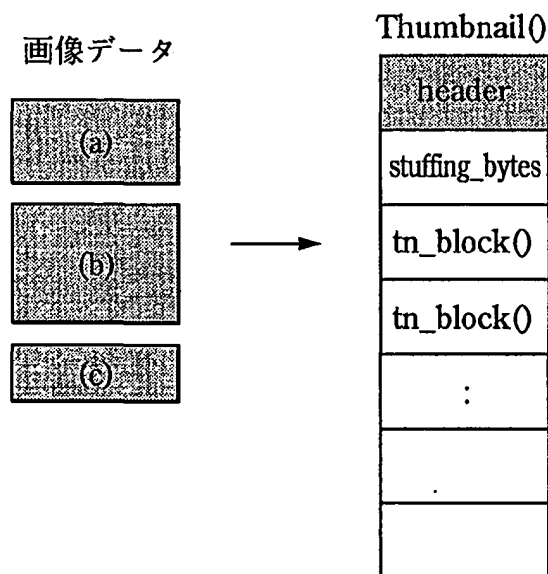 画像データ
(a)
(b)
(c)
Thumbnail()
header
stuffing_bytes
tn_block()
tn_block()
: